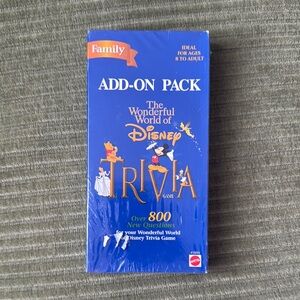 Family
IDEAL
FOR AGES
8 TO ADULT
ADD-ON PACK
The
Wonderful
World of
Disney
TRIVIA
Over 800
New Questions
for your Wonderful World
Disney Trivia Game
MATTEL